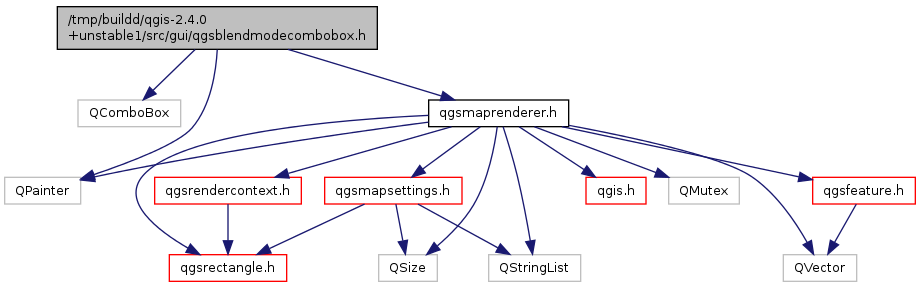 /tmp/buildd/qgis-2.4.0
+unstable1/src/gui/qgsblendmodecombobox.h
QComboBox
qgsmaprenderer.h
QPainter
qgsrendercontext.h
qgsmapsettings.h
qgis.h
QMutex
qgsfeature.h
qgsrectangle.h
QSize
QStringList
QVector